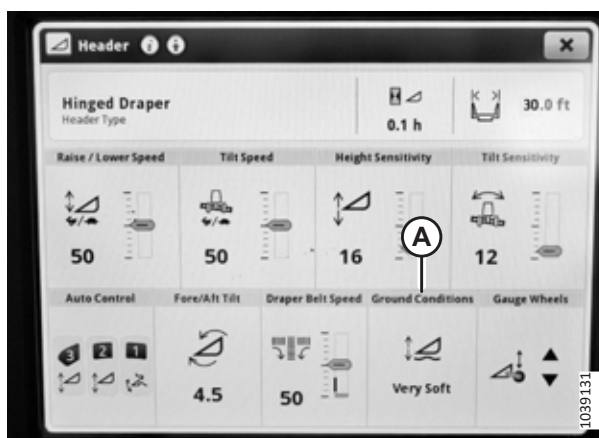 Header
Hinged Draper
Header Type
0.1 h
30.0 ft
Raise / Lower Speed
Tilt Speed
Height Sensitivity
Tilt Sensitivity
50
50
16
12
A
Auto Control
Fore/Aft Tilt
Draper Belt Speed
Ground Conditions
Gauge Wheels
3 2 1
4.5
50
Very Soft
1039131